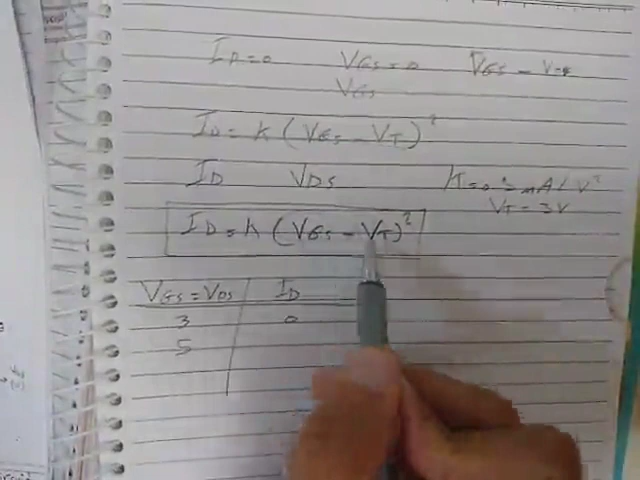 ID=0 VGS=0 VGS-
VGS
ID=K(VGS-VT)²
ID VDS K=0.3mA/V²
VT=3V
ID=K(VGS-VT)²
VGS=VDS ID
3 0
5